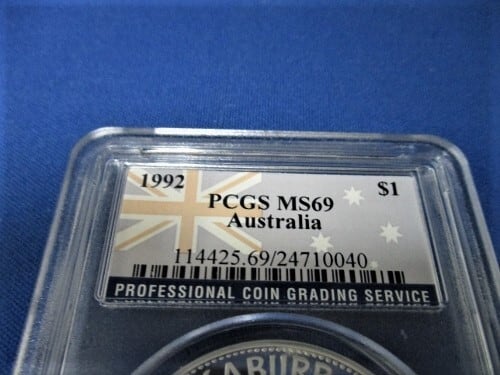 1992 PCGS MS69 $1
Australia
114425.69/24710040
PROFESSIONAL COIN GRADING SERVICE